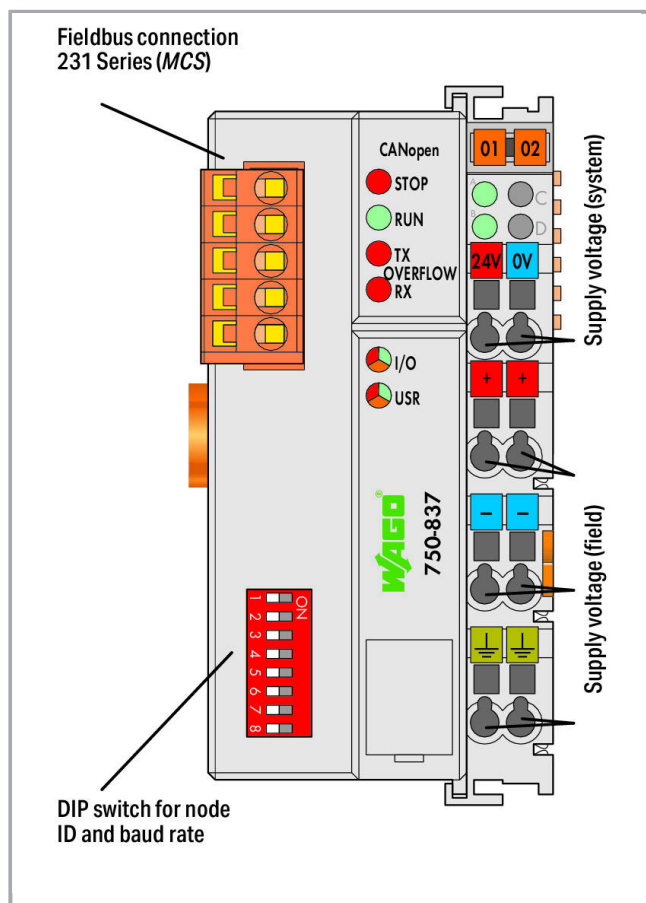 Fieldbus connection
231 Series (MCS)
CANopen
STOP
RUN
TX
OVERFLOW
RX
I/O
USR
01 02
A
C
B
D
24V 0V
+ +
− −
Supply voltage (system)
Supply voltage (field)
WAGO®
750-837
ON
1
2
3
4
5
6
7
8
DIP switch for node
ID and baud rate